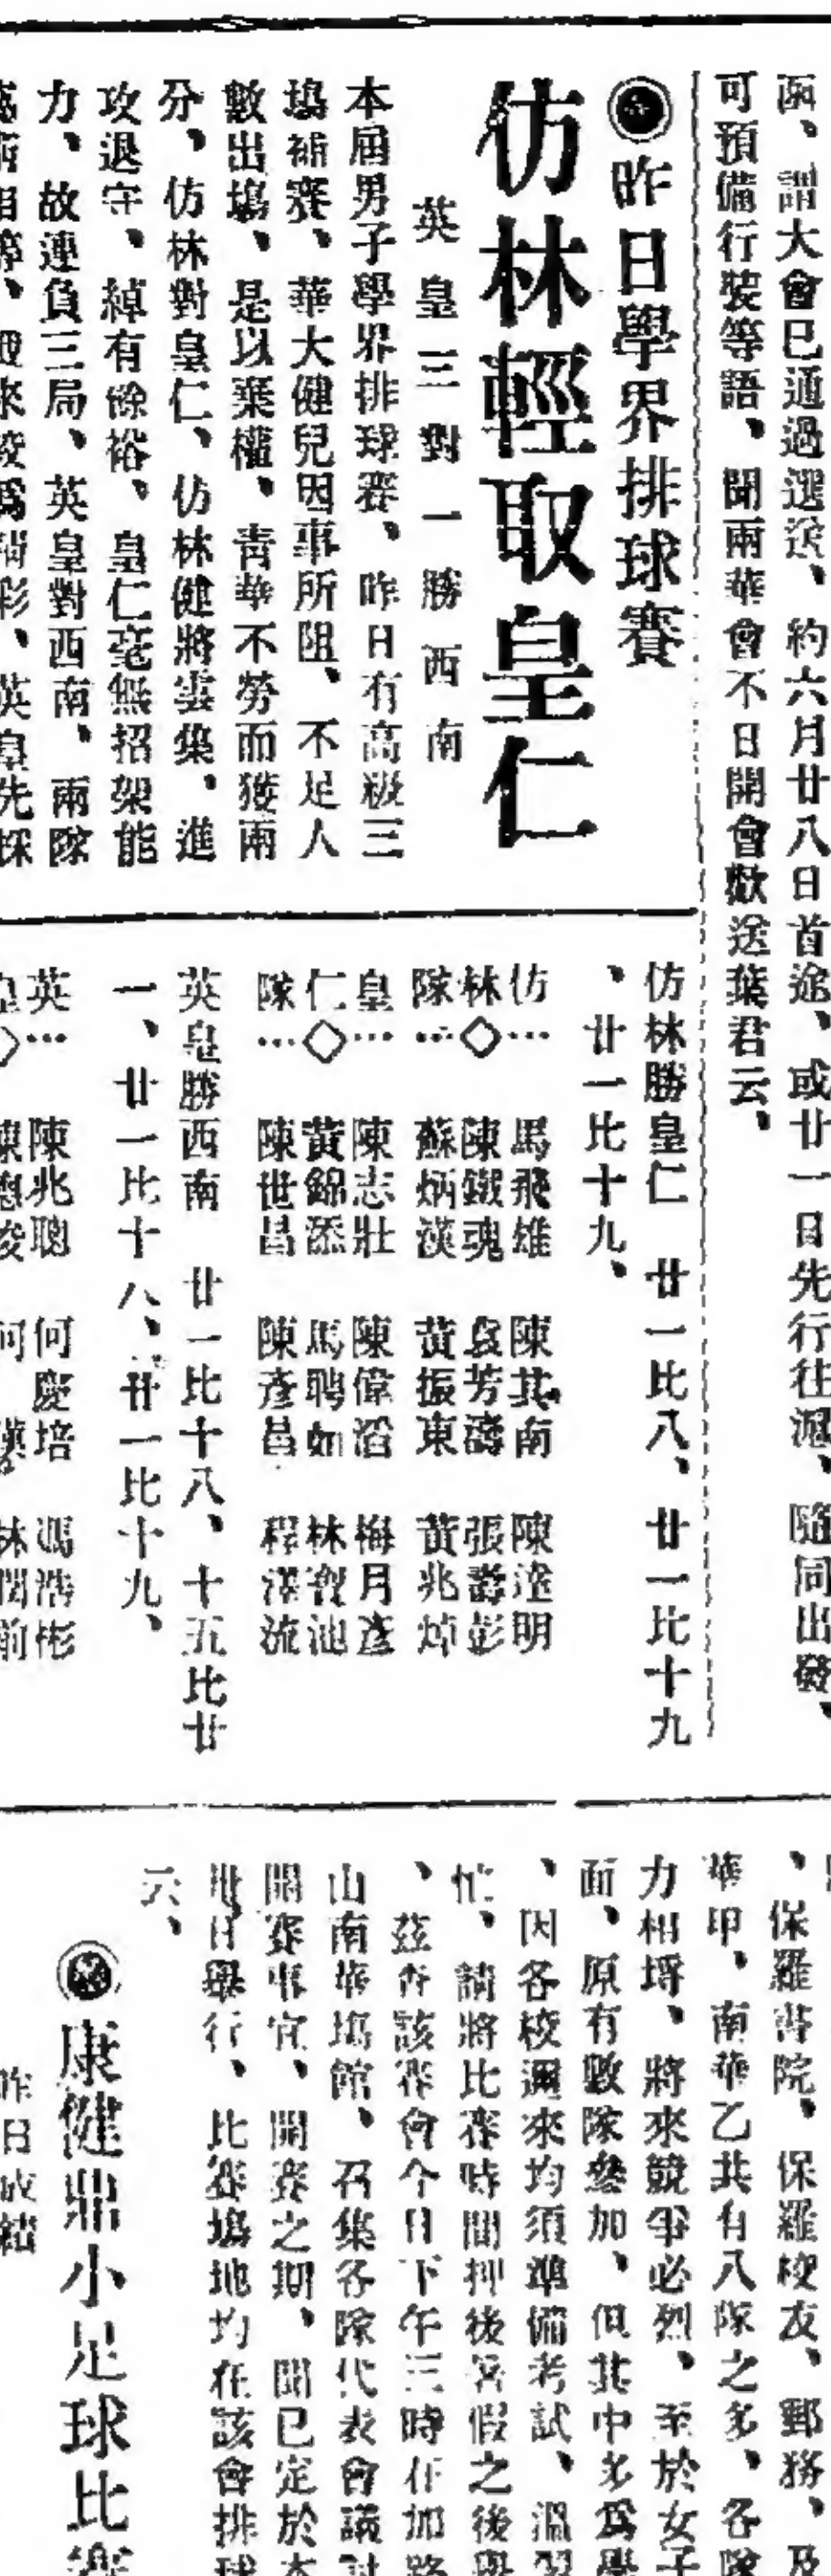 函、謂大會已通過選送、約六月廿八日首途、或廿一日先行往滬、隨同出發、
可預備行裝等語、聞兩華會不日開會歡送葉君云、
昨日學界排球賽
仿林輕取皇仁
英皇三對一勝西南
本屆男子學界排球賽、昨日有高級三
塲補賽、華大健兒因事所阻、不足人
數出塲、是以棄權、青華不勞而獲兩
分、仿林對皇仁、仿林健將雲集、進
攻退守、綽有餘裕、皇仁毫無招架能
力、故連負三局、英皇對西南、兩隊
仿林勝皇仁 廿一比八、廿一比十九
、廿一比十九、
仿… 馬飛雄 陳其南 陳達明
林◇ 陳鐵魂 袁芳濤 張壽彭
隊… 蘇炳漢 黃振東 黃兆焯
皇… 陳志壯 陳偉滔 梅月彥
仁◇ 黃錦添 馬聘如 林寶池
隊… 陳世昌 陳彥昌 程澤流
英皇勝西南 廿一比十八、十五比廿
一、廿一比十八、廿一比十九、
英… 陳兆聰 何慶培 馮浩彬
、保羅書院、保羅校友、郵務、及
華甲、南華乙共有八隊之多、各隊
力相埒、將來競爭必烈、至於女子
面、原有數隊參加、但其中多爲學
、因各校邇來均須準備考試、溫習
忙、請將比賽時間押後暑假之後舉
、茲查該賽會今日下午三時在加路
山南華塲館、召集各隊代表會議討
開賽事宜、開賽之期、聞已定於本
卅日舉行、比賽塲地均在該會排球
云、
康健鼎小足球比賽
昨日成績